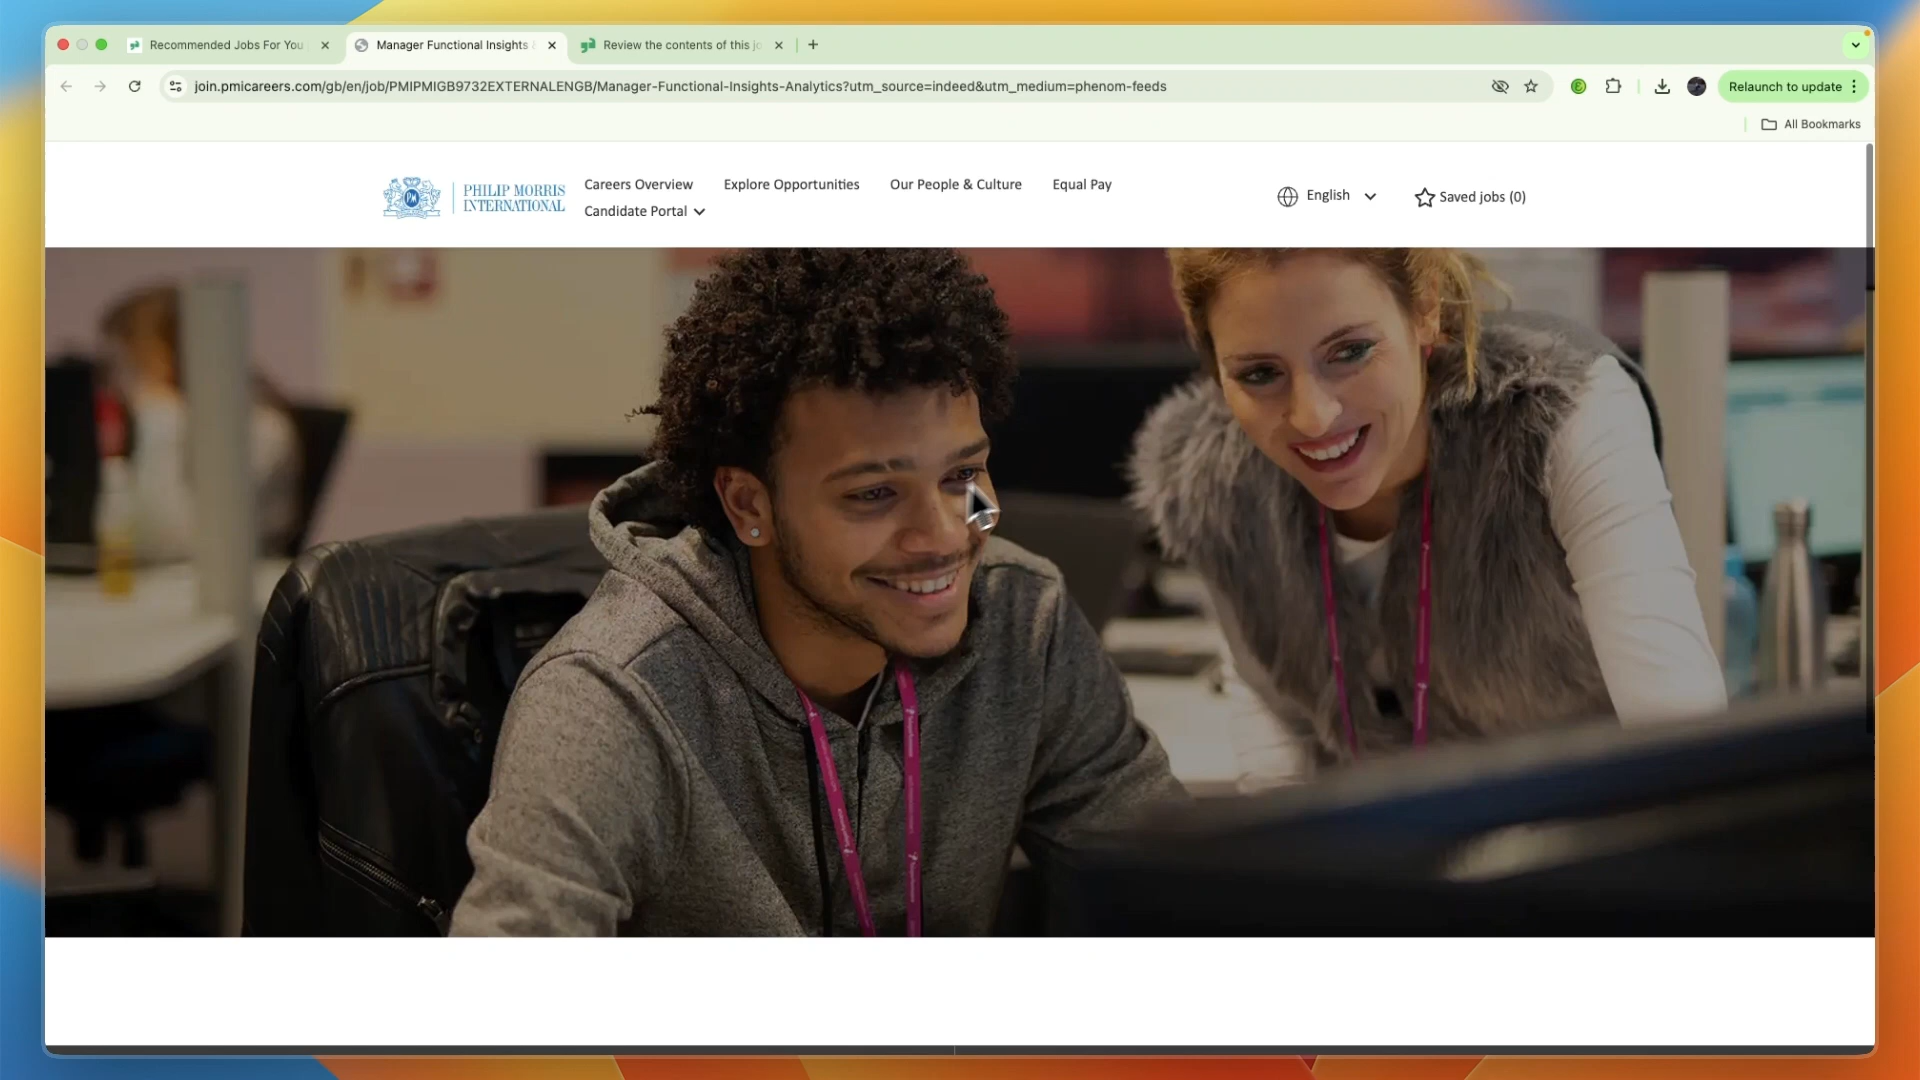 Recommended Jobs For You
Manager Functional Insights
Review the contents of this jo
join.pmicareers.com/gb/en/job/PMIPMIGB9732EXTERNALENGB/Manager-Functional-Insights-Analytics?utm_source=indeed&utm_medium=phenom-feeds
Relaunch to update
All Bookmarks
PHILIP MORRIS
INTERNATIONAL
Careers Overview
Explore Opportunities
Our People & Culture
Equal Pay
Candidate Portal
English
Saved jobs (0)